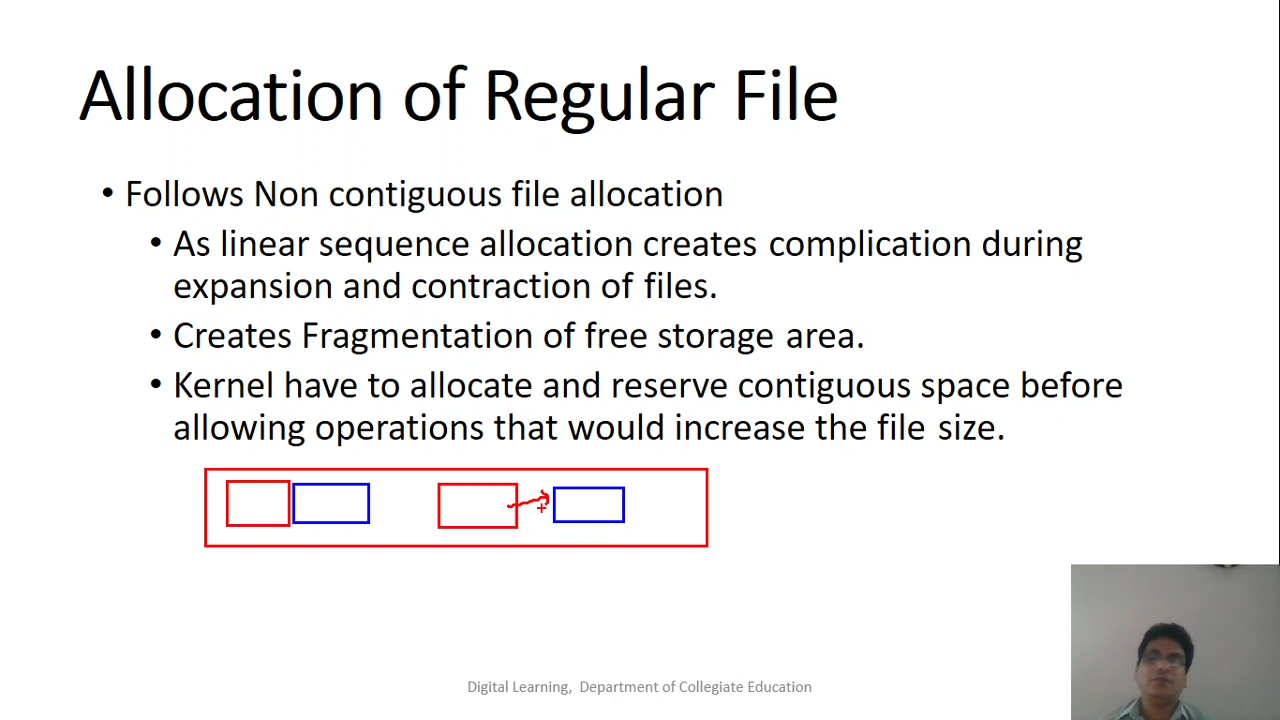 Allocation of Regular File
• Follows Non contiguous file allocation
• As linear sequence allocation creates complication during
expansion and contraction of files.
• Creates Fragmentation of free storage area.
• Kernel have to allocate and reserve contiguous space before
allowing operations that would increase the file size.
Digital Learning, Department of Collegiate Education